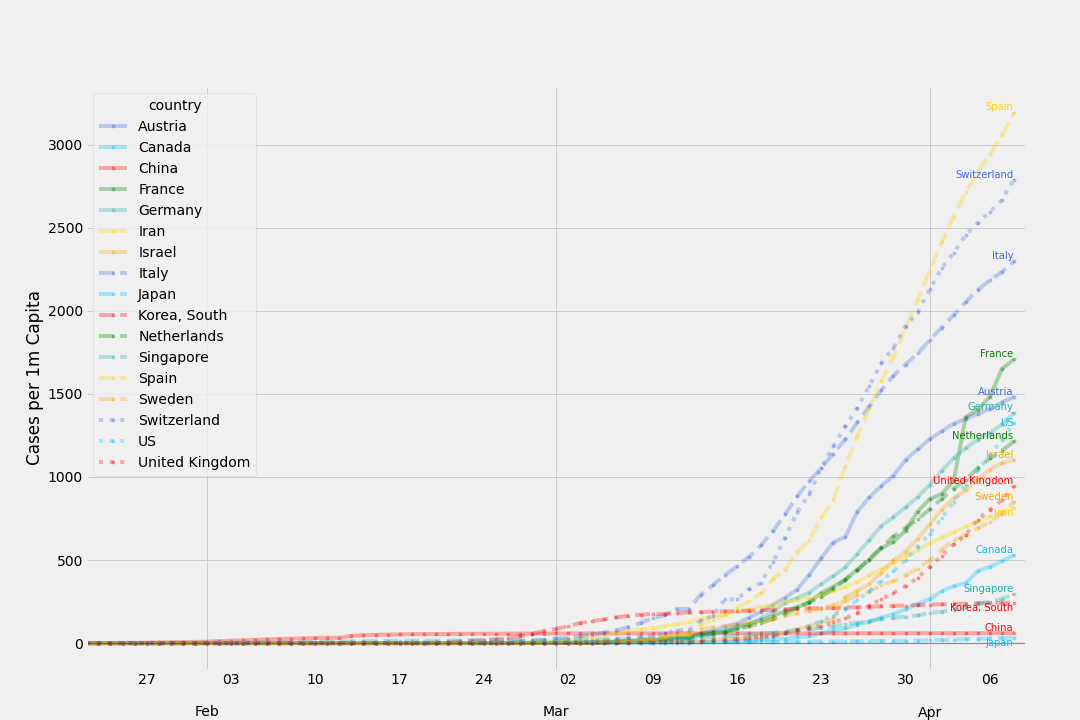 country
Austria
Canada
China
France
Germany
Iran
Israel
Italy
Japan
Korea, South
Netherlands
Singapore
Spain
Sweden
Switzerland
US
United Kingdom
Cases per 1m Capita
3000
2500
2000
1500
1000
500
0
Spain
Switzerland
Italy
France
Austria
Germany
US
Netherlands
Israel
United Kingdom
Sweden
Iran
Canada
Singapore
Korea, South
China
Japan
27 03 10 17 24 02 09 16 23 30 06
Feb Mar Apr